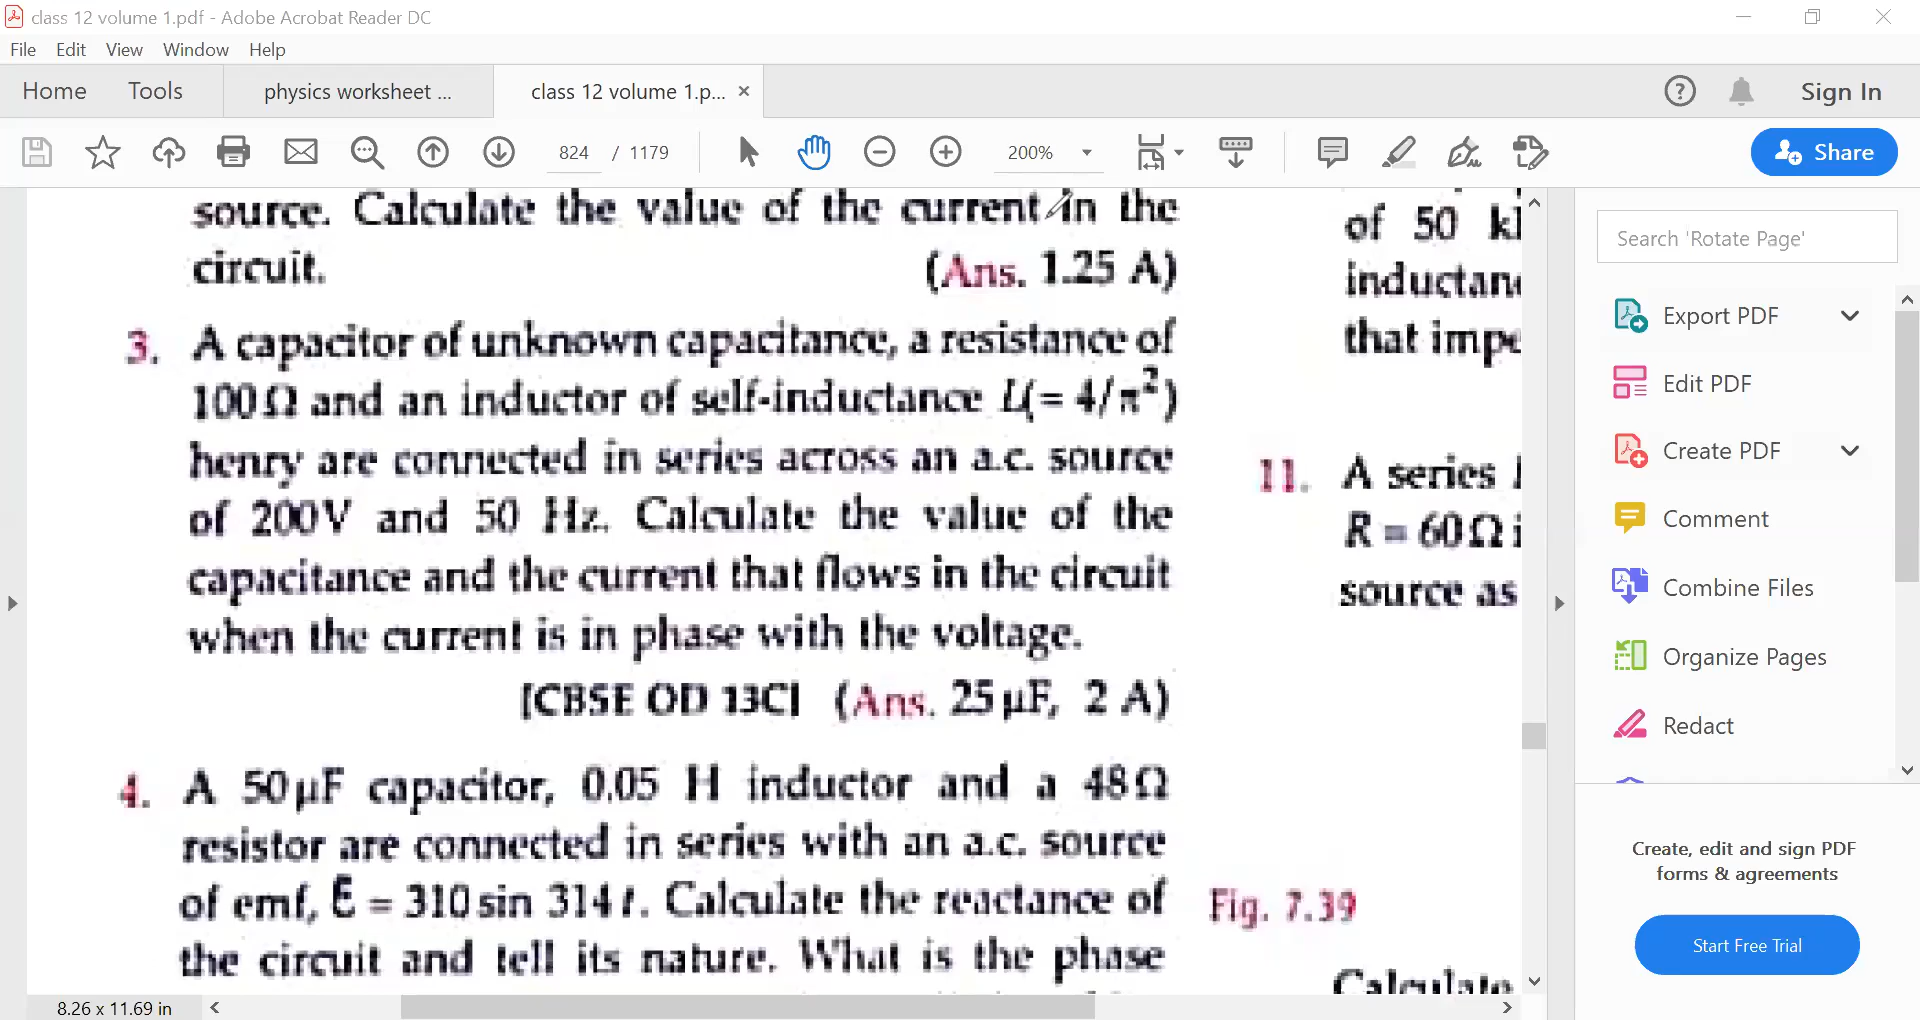 class 12 volume 1.pdf - Adobe Acrobat Reader DC
File Edit View Window Help
Home Tools physics worksheet ... class 12 volume 1.p... × Sign In
824 / 1179 200% Share
source. Calculate the value of the current in the
circuit. (Ans. 1.25 A)
3. A capacitor of unknown capacitance, a resistance of
100Ω and an inductor of self-inductance L(= 4/π²)
henry are connected in series across an a.c. source
of 200V and 50 Hz. Calculate the value of the
capacitance and the current that flows in the circuit
when the current is in phase with the voltage.
[CBSE OD 13C] (Ans. 25 μF, 2 A)
4. A 50μF capacitor, 0.05 H inductor and a 48Ω
resistor are connected in series with an a.c. source
of emf, Ɛ = 310 sin 314 t. Calculate the reactance of
the circuit and tell its nature. What is the phase
of 50
that
11. A series
R = 60Ω
source as
Fig. 7.39
Calculate
Search 'Rotate Page'
Export PDF
Edit PDF
Create PDF
Comment
Combine Files
Organize Pages
Redact
Create, edit and sign PDF
forms & agreements
Start Free Trial
8.26 x 11.69 in